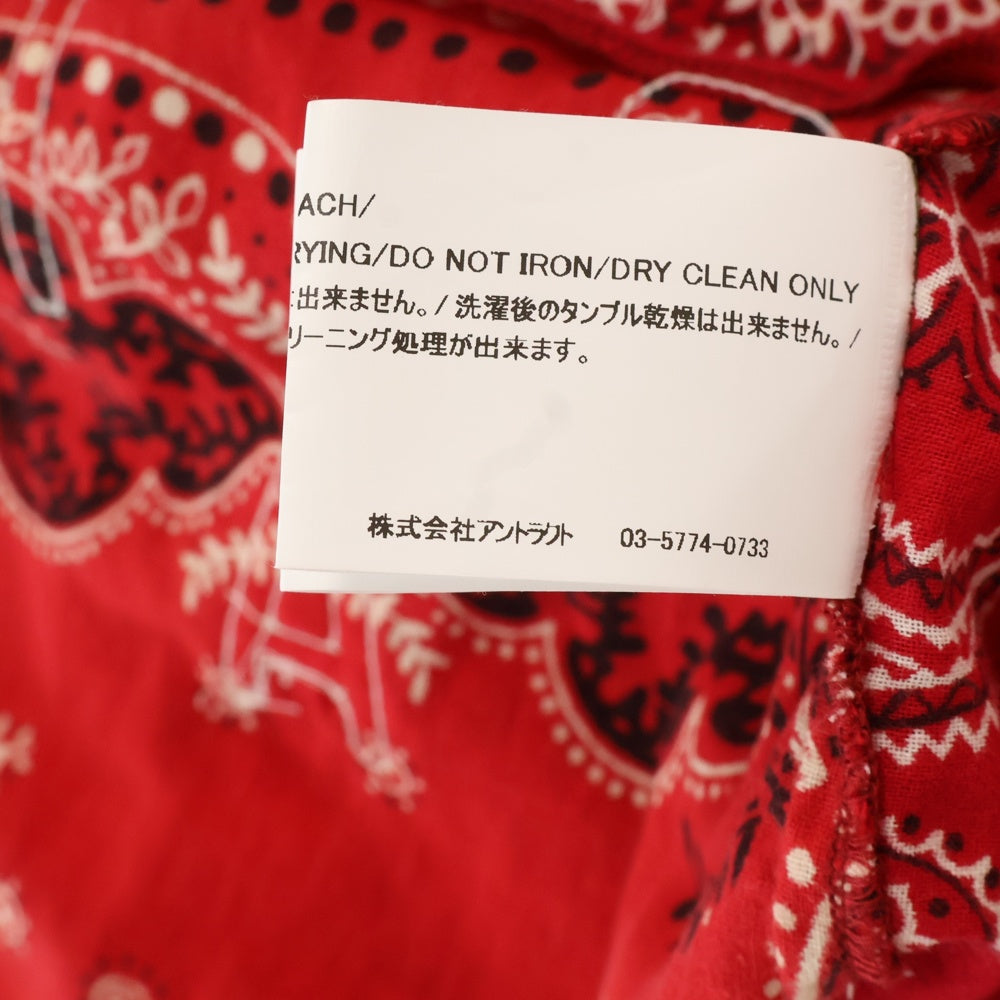 ACH/
RYING/DO NOT IRON/DRY CLEAN ONLY
出来ません。/ 洗濯後のタンブル乾燥は出来ません。/
リーニング処理が出来ます。
株式会社アントラクト 03-5774-0733